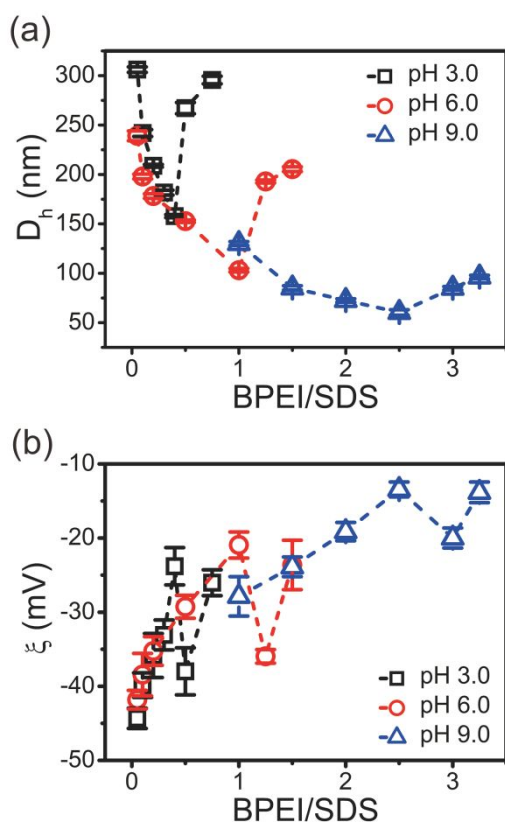 (a)
300
250
200
150
100
50
D_h (nm)
pH 3.0
pH 6.0
pH 9.0
0 1 2 3
BPEI/SDS
(b)
-10
-20
-30
-40
-50
ξ (mV)
pH 3.0
pH 6.0
pH 9.0
0 1 2 3
BPEI/SDS